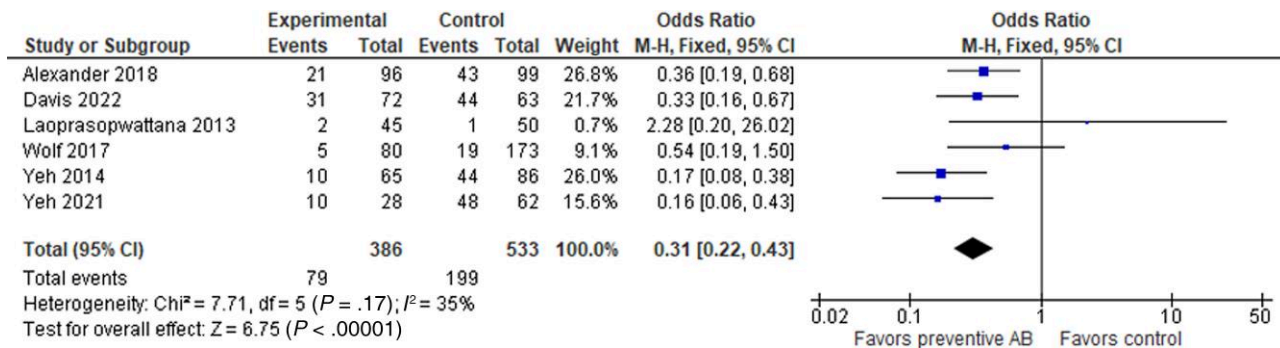 Experimental Control Odds Ratio Odds Ratio
Study or Subgroup Events Total Events Total Weight M-H, Fixed, 95% CI M-H, Fixed, 95% CI
Alexander 2018 21 96 43 99 26.8% 0.36 [0.19, 0.68]
Davis 2022 31 72 44 63 21.7% 0.33 [0.16, 0.67]
Laoprasopwattana 2013 2 45 1 50 0.7% 2.28 [0.20, 26.02]
Wolf 2017 5 80 19 173 9.1% 0.54 [0.19, 1.50]
Yeh 2014 10 65 44 86 26.0% 0.17 [0.08, 0.38]
Yeh 2021 10 28 48 62 15.6% 0.16 [0.06, 0.43]
Total (95% CI) 386 533 100.0% 0.31 [0.22, 0.43]
Total events 79 199
Heterogeneity: Chi² = 7.71, df = 5 (P = .17); I² = 35%
Test for overall effect: Z = 6.75 (P < .00001)
0.02 0.1 1 10 50
Favors preventive AB Favors control